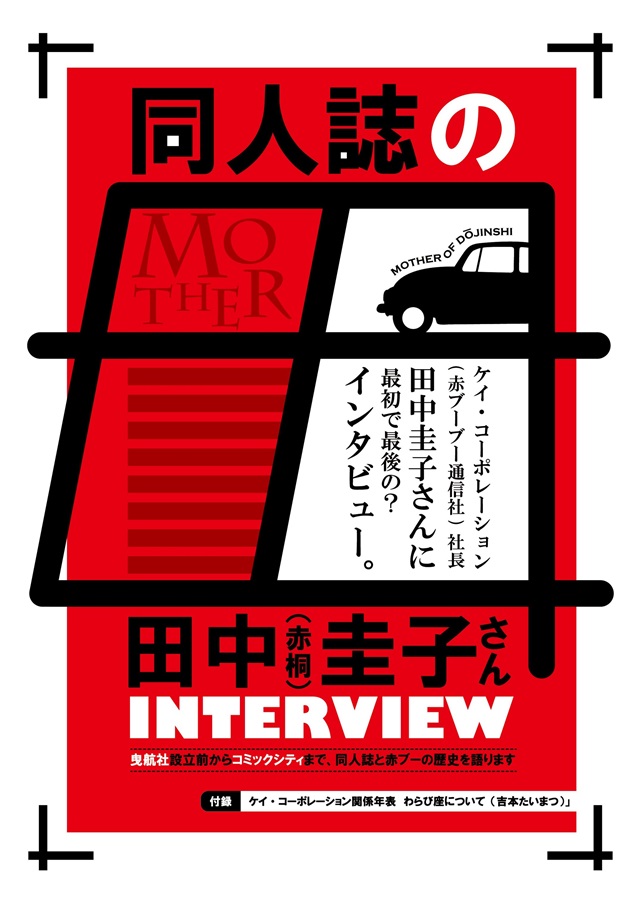 同人誌の
母
MOTHER
MOTHER OF DŌJINSHI
ケイ・コーポレーション
（赤ブーブー通信社）社長
田中圭子さんに
最初で最後の？
インタビュー。
田中（赤桐）圭子さん
INTERVIEW
曳航社設立前からコミックシティまで、同人誌と赤ブーの歴史を語ります
付録 ケイ・コーポレーション関係年表 わらび座について（吉本たいまつ）」